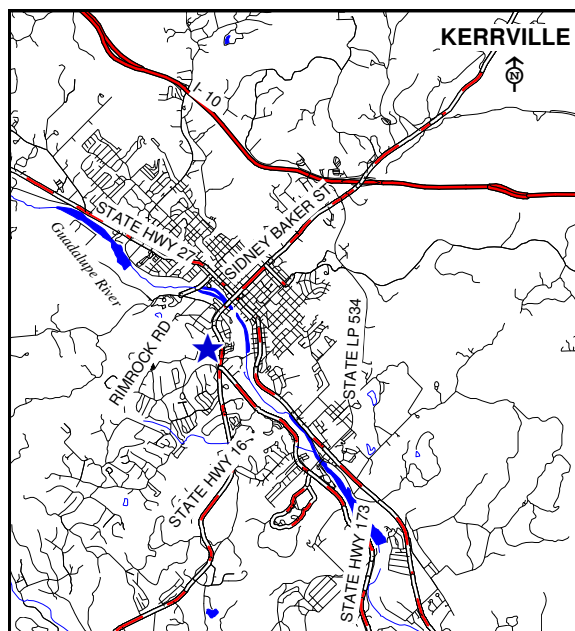 KERRVILLE
N
I-10
SIDNEY BAKER ST
STATE HWY 27
Guadalupe River
RIMROCK RD
STATE LP 534
STATE HWY 16
STATE HWY 173